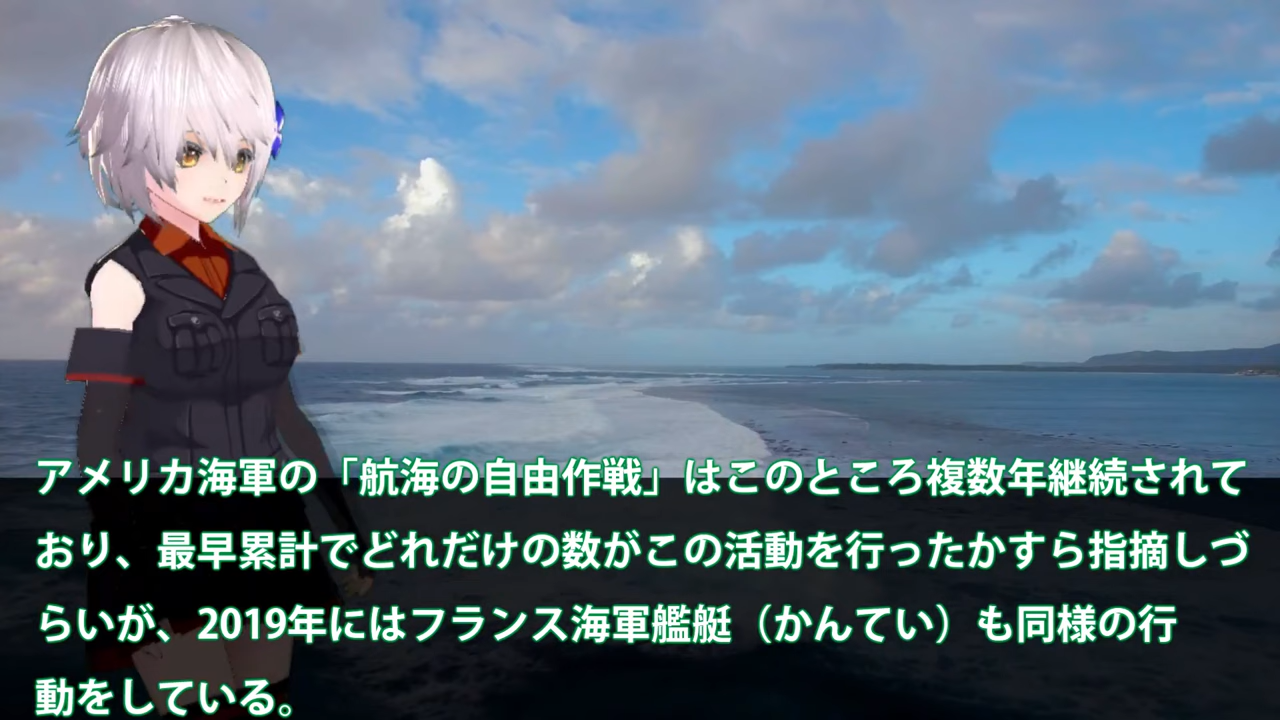 アメリカ海軍の「航海の自由作戦」はこのところ複数年継続されて
おり、最早累計でどれだけの数がこの活動を行ったかすら指摘しづ
らいが、2019年にはフランス海軍艦艇（かんてい）も同様の行
動をしている。